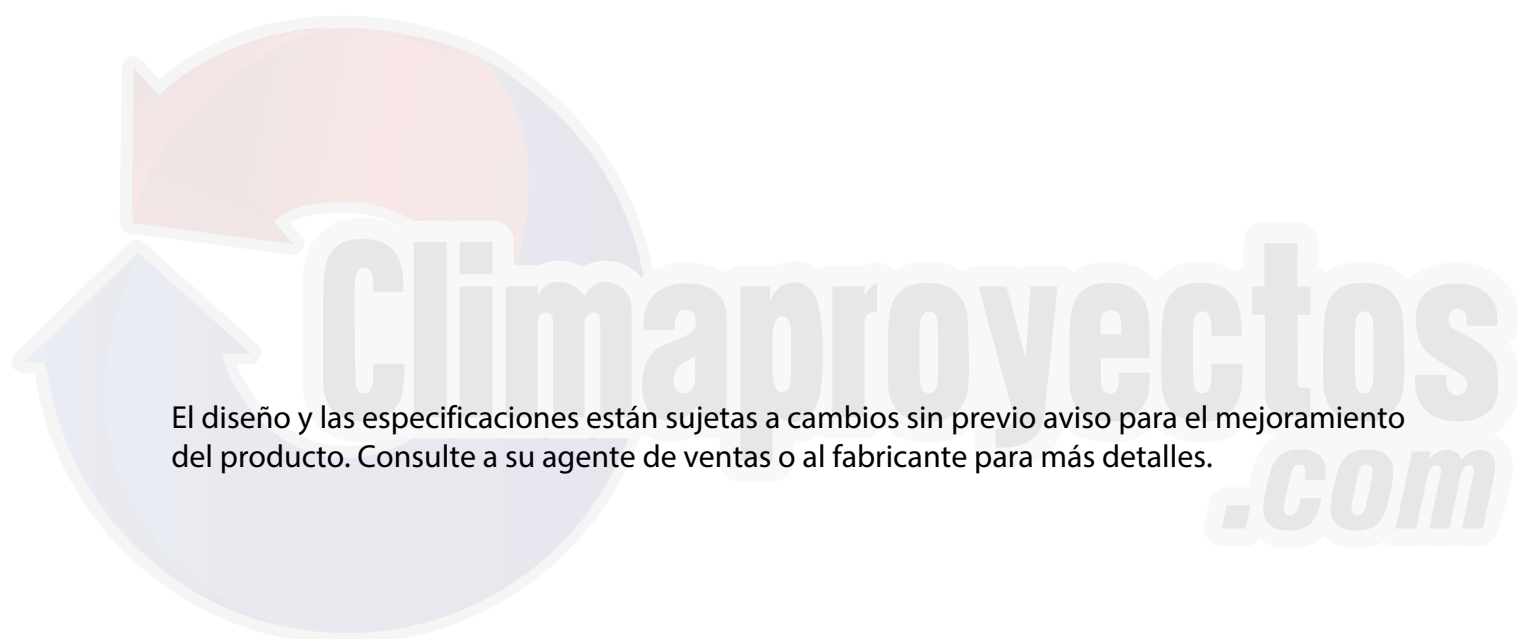 Climaproyectos
El diseño y las especificaciones están sujetas a cambios sin previo aviso para el mejoramiento
del producto. Consulte a su agente de ventas o al fabricante para más detalles.
.com